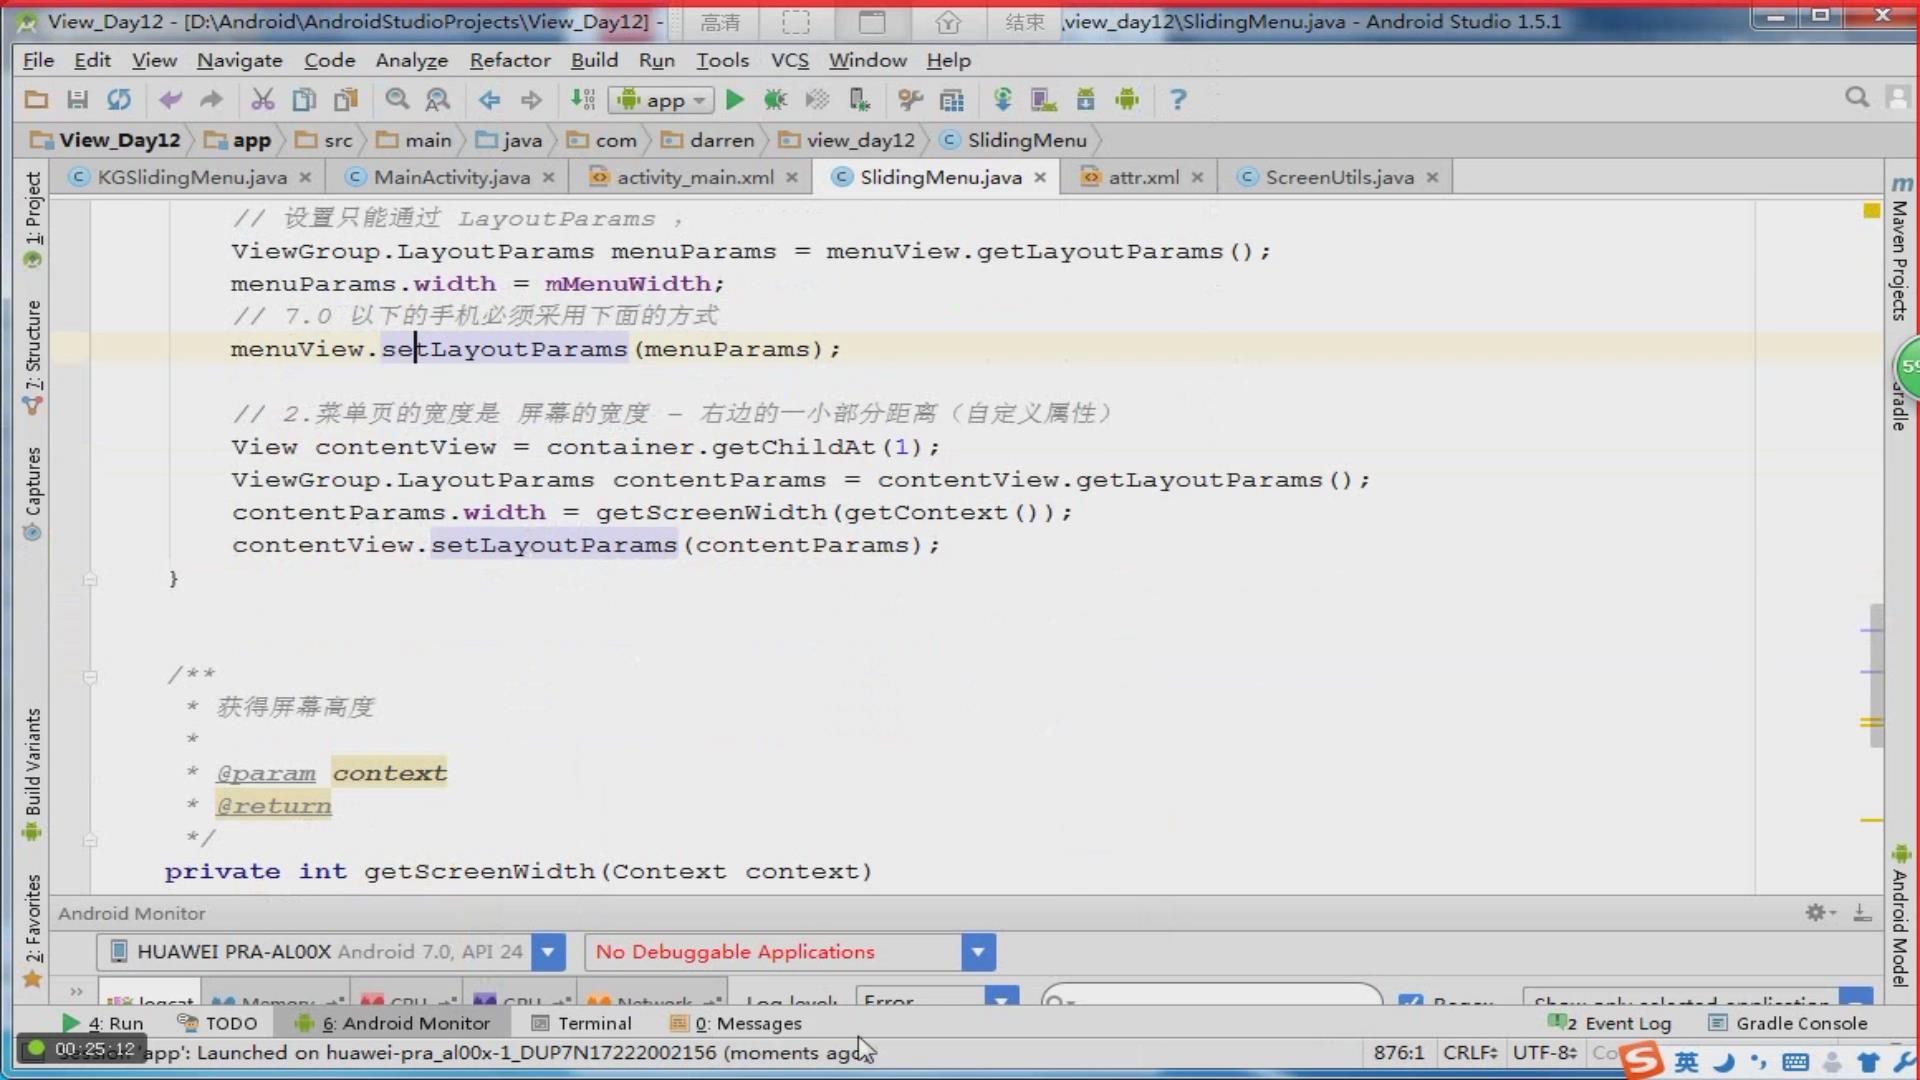 View_Day12 - [D:\Android\AndroidStudioProjects\View_Day12] -
高清
结束
view_day12\SlidingMenu.java - Android Studio 1.5.1
File Edit View Navigate Code Analyze Refactor Build Run Tools VCS Window Help
app
View_Day12 app src main java com darren view_day12 SlidingMenu
KGSlidingMenu.java MainActivity.java activity_main.xml SlidingMenu.java attr.xml ScreenUtils.java
// 设置只能通过 LayoutParams ，
ViewGroup.LayoutParams menuParams = menuView.getLayoutParams();
menuParams.width = mMenuWidth;
// 7.0 以下的手机必须采用下面的方式
menuView.setLayoutParams(menuParams);
// 2.菜单页的宽度是 屏幕的宽度 - 右边的一小部分距离（自定义属性）
View contentView = container.getChildAt(1);
ViewGroup.LayoutParams contentParams = contentView.getLayoutParams();
contentParams.width = getScreenWidth(getContext());
contentView.setLayoutParams(contentParams);
}
/**
* 获得屏幕高度
*
* @param context
* @return
*/
private int getScreenWidth(Context context)
1: Project
7: Structure
Captures
Build Variants
2: Favorites
Maven Projects
59
Android Model
Android Monitor
HUAWEI PRA-AL00X Android 7.0, API 24
No Debuggable Applications
logcat Memory CPU GPU Network Log level: Error Regex Show only selected application
4: Run TODO 6: Android Monitor Terminal 0: Messages 2 Event Log Gradle Console
00:25:12
'app': Launched on huawei-pra_al00x-1_DUP7N17222002156 (moments ago)
876:1 CRLF UTF-8
英